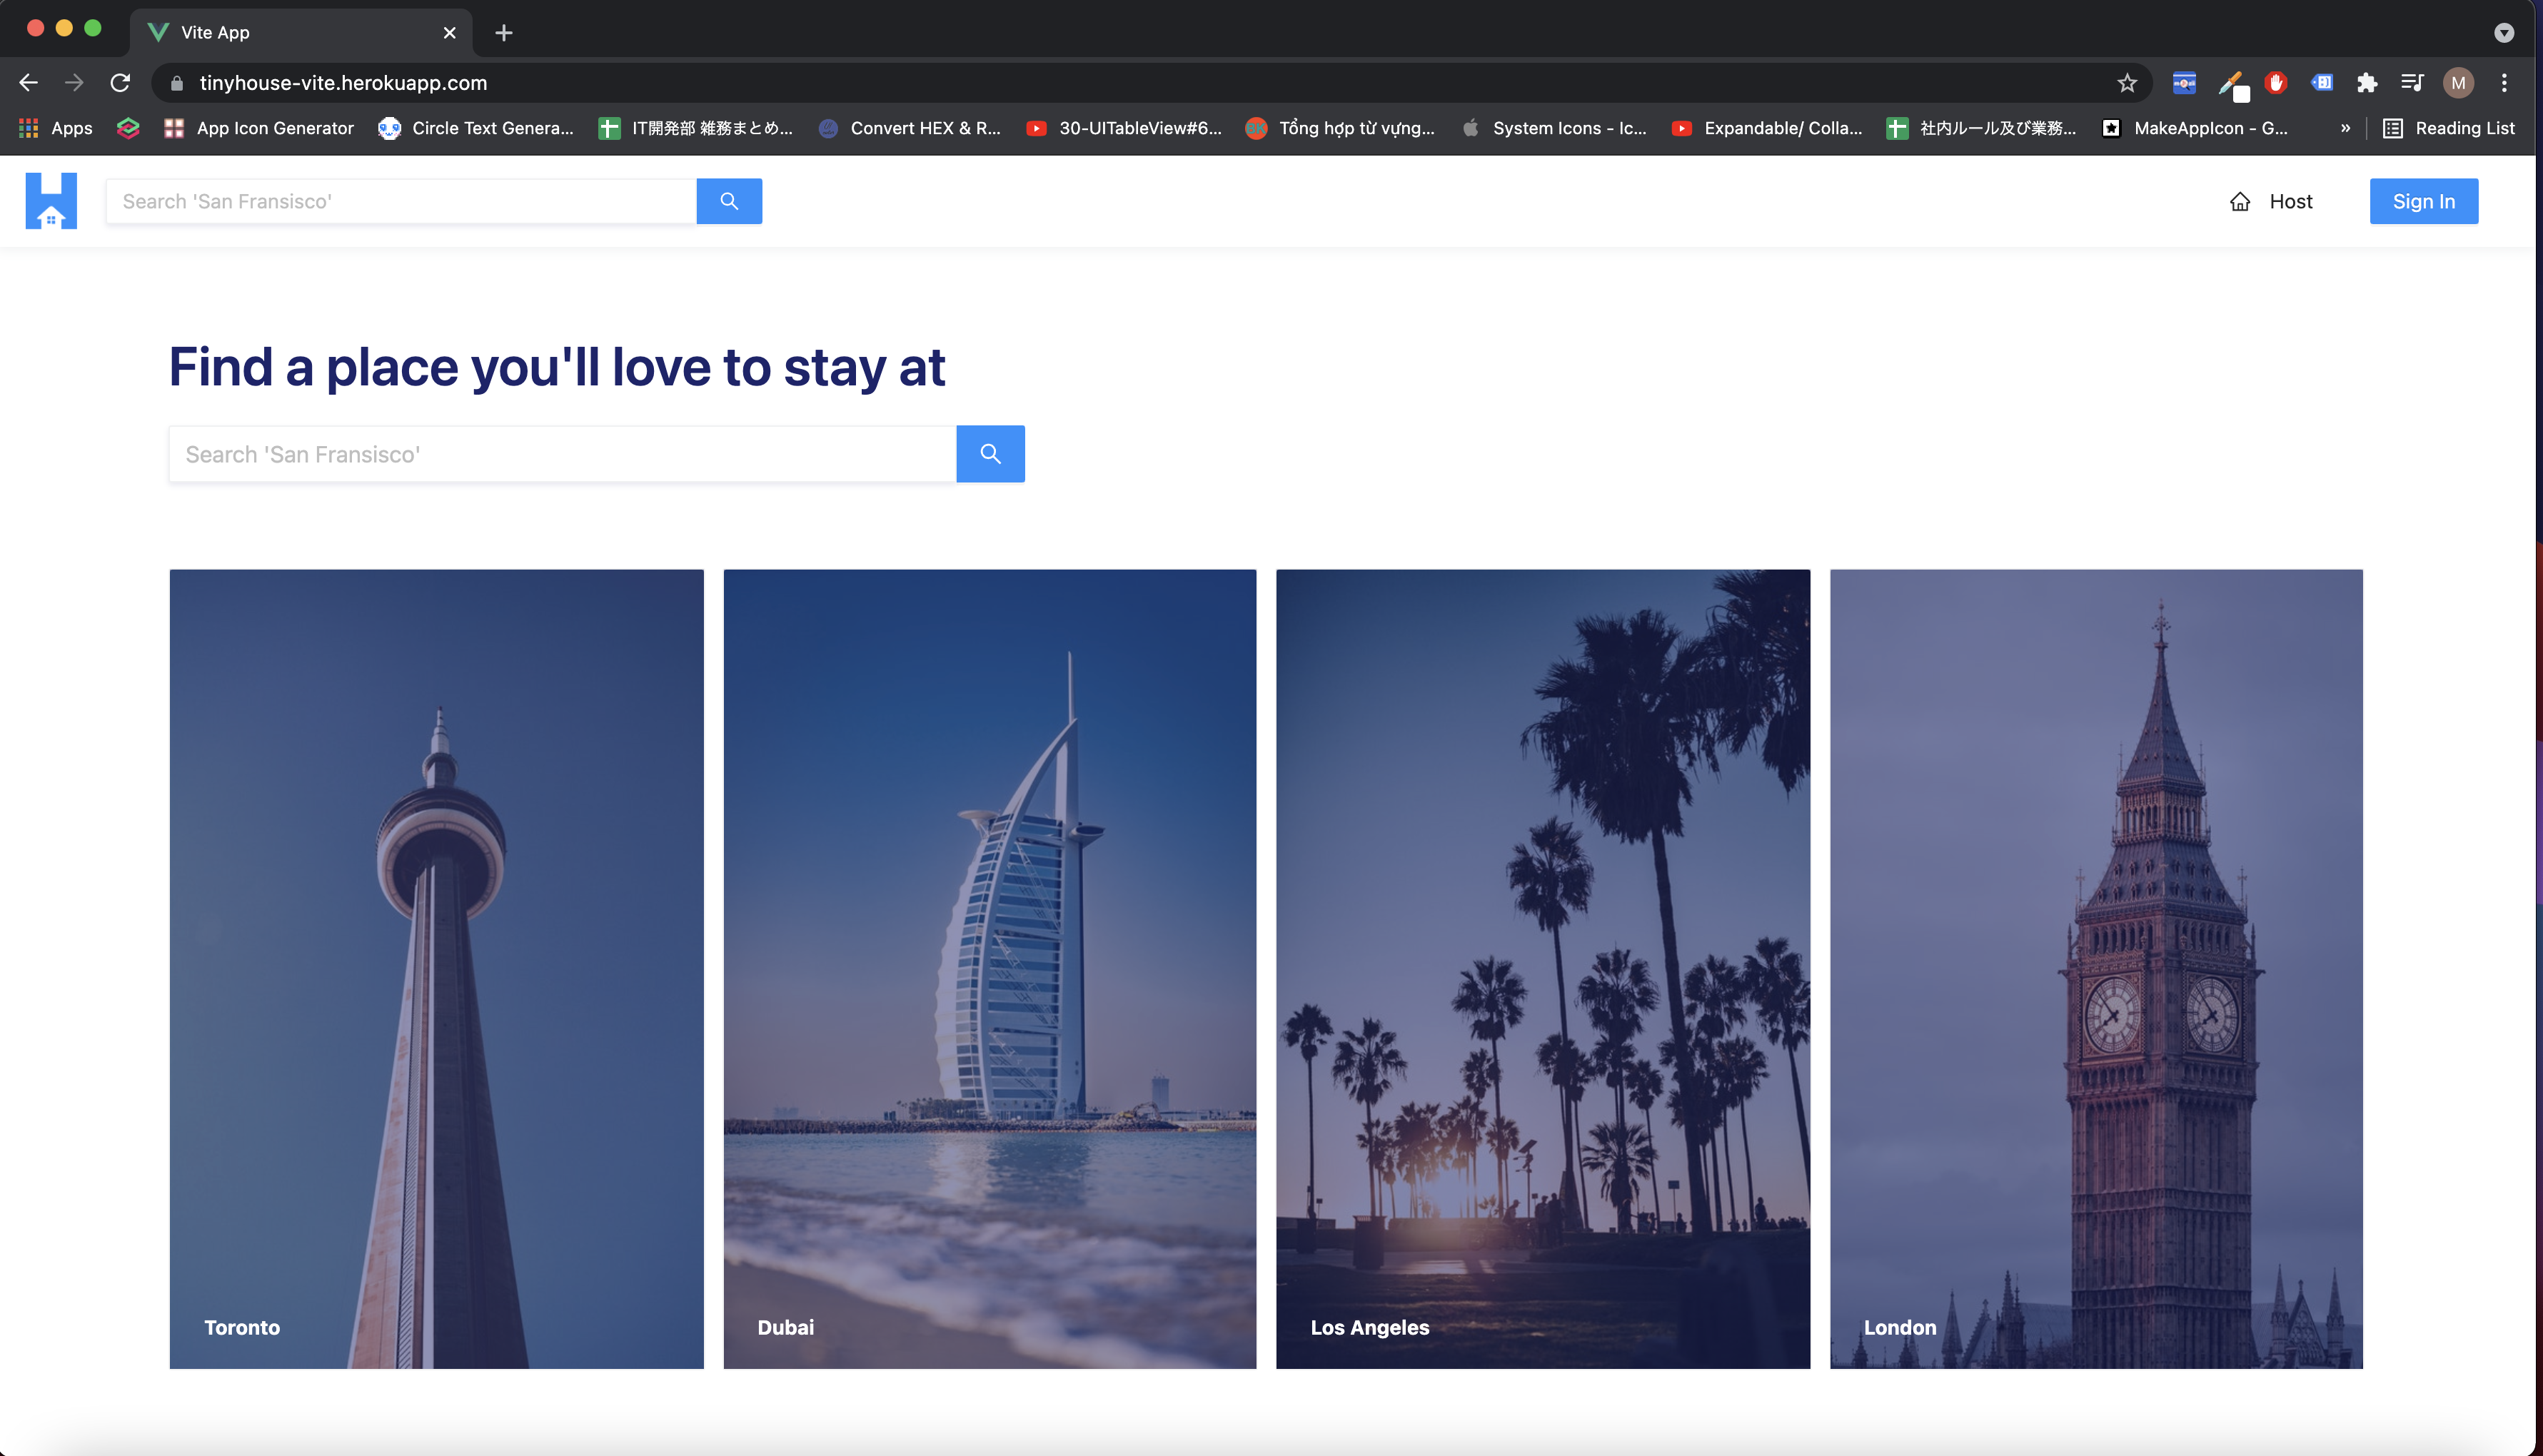 Vite App
tinyhouse-vite.herokuapp.com
M
Apps
App Icon Generator
Circle Text Genera...
IT開発部 雑務まとめ...
Convert HEX & R...
30-UITableView#6...
Tổng hợp từ vựng...
System Icons - Ic...
Expandable/ Colla...
社内ルール及び業務...
MakeAppIcon - G...
»
Reading List
Search 'San Fransisco'
Host
Sign In
Find a place you'll love to stay at
Search 'San Fransisco'
Toronto
Dubai
Los Angeles
London